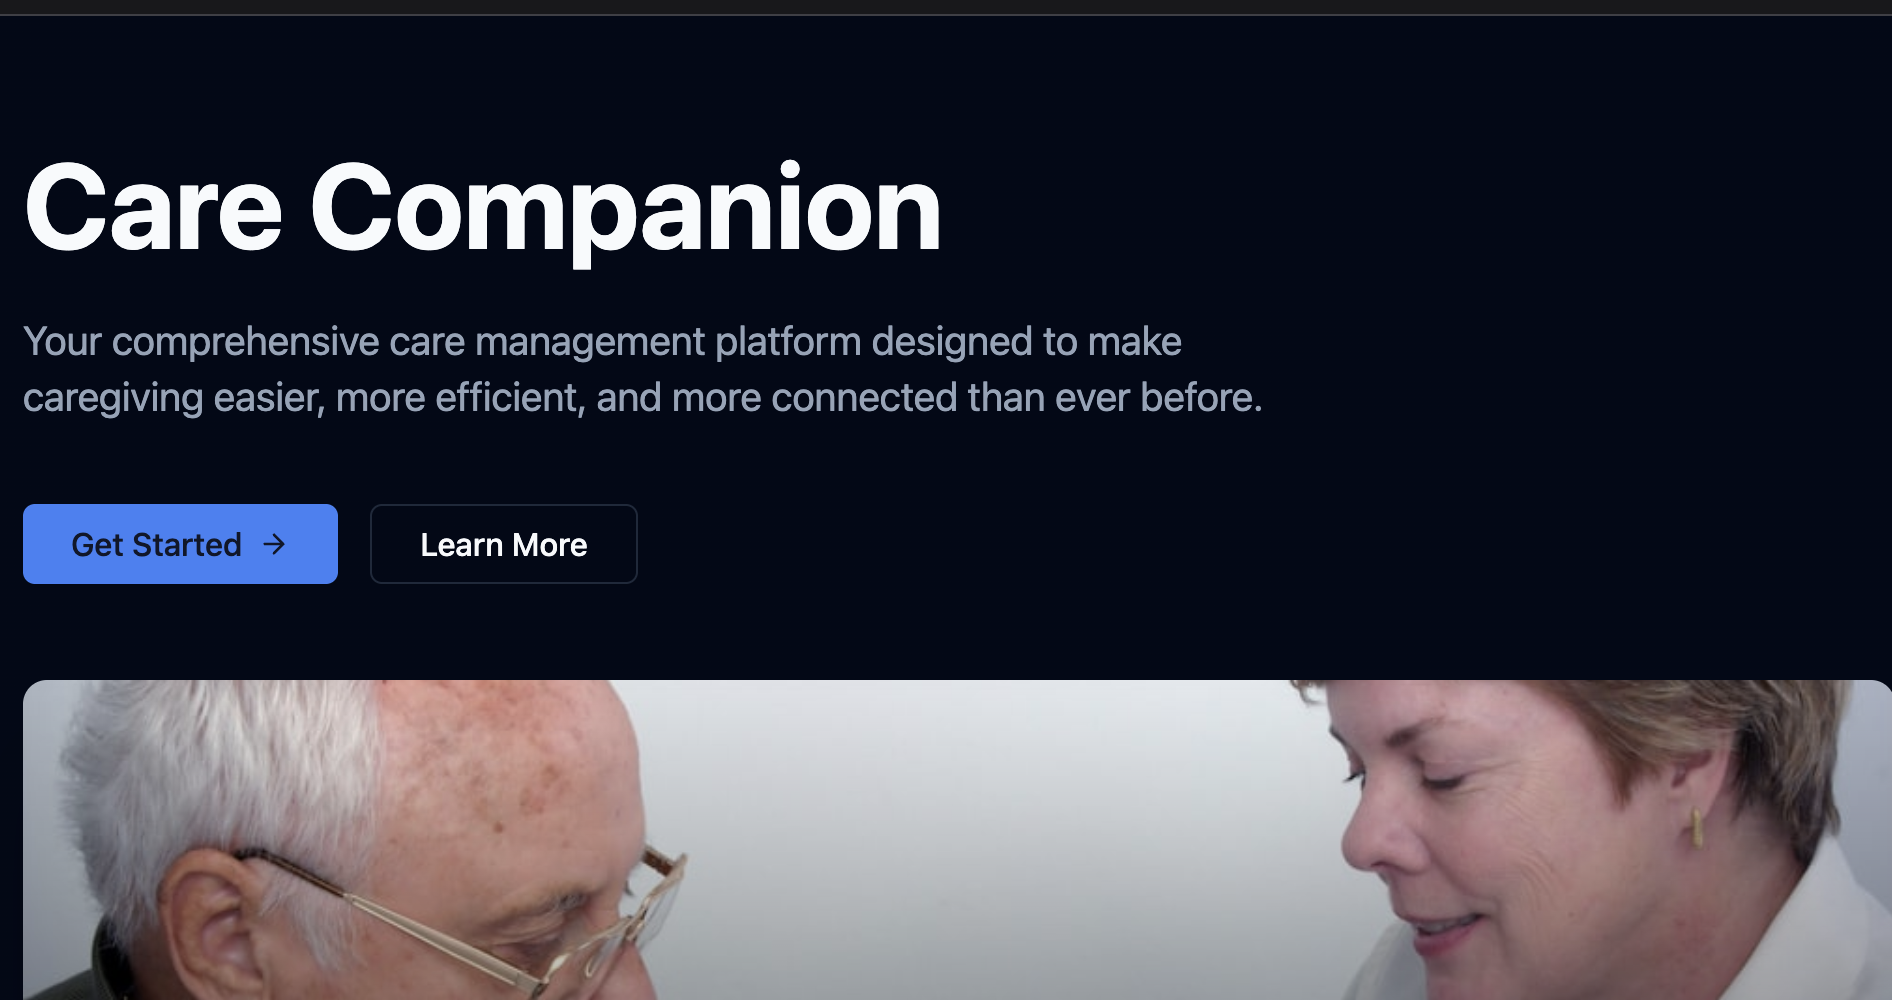 Care Companion
Your comprehensive care management platform designed to make
caregiving easier, more efficient, and more connected than ever before.
Get Started →
Learn More